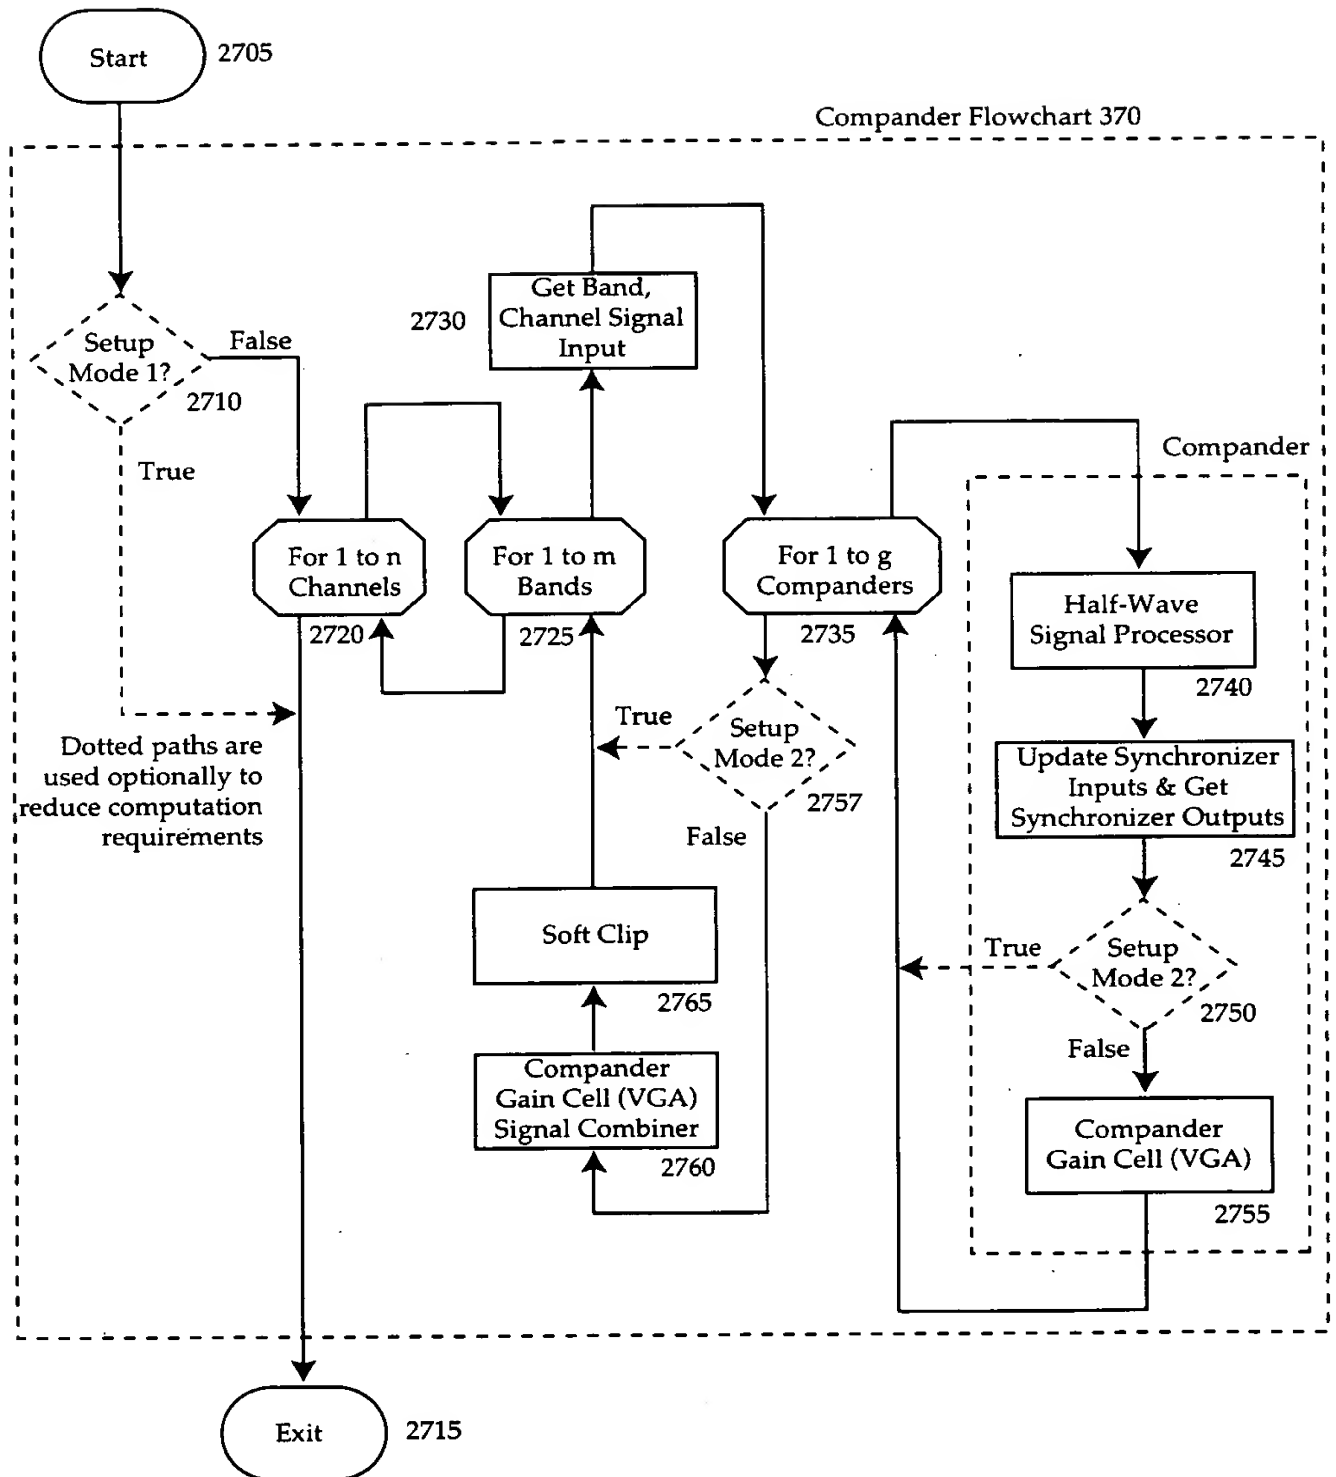 Start
2705
Compander Flowchart 370
Get Band,
Channel Signal
Input
2730
Setup
Mode 1?
False
2710
True
Compander
For 1 to n
Channels
2720
For 1 to m
Bands
2725
For 1 to g
Companders
2735
Half-Wave
Signal Processor
2740
Dotted paths are
used optionally to
reduce computation
requirements
True
Setup
Mode 2?
2757
False
Update Synchronizer
Inputs & Get
Synchronizer Outputs
2745
Soft Clip
2765
True
Setup
Mode 2?
2750
False
Compander
Gain Cell (VGA)
Signal Combiner
2760
Compander
Gain Cell (VGA)
2755
Exit
2715